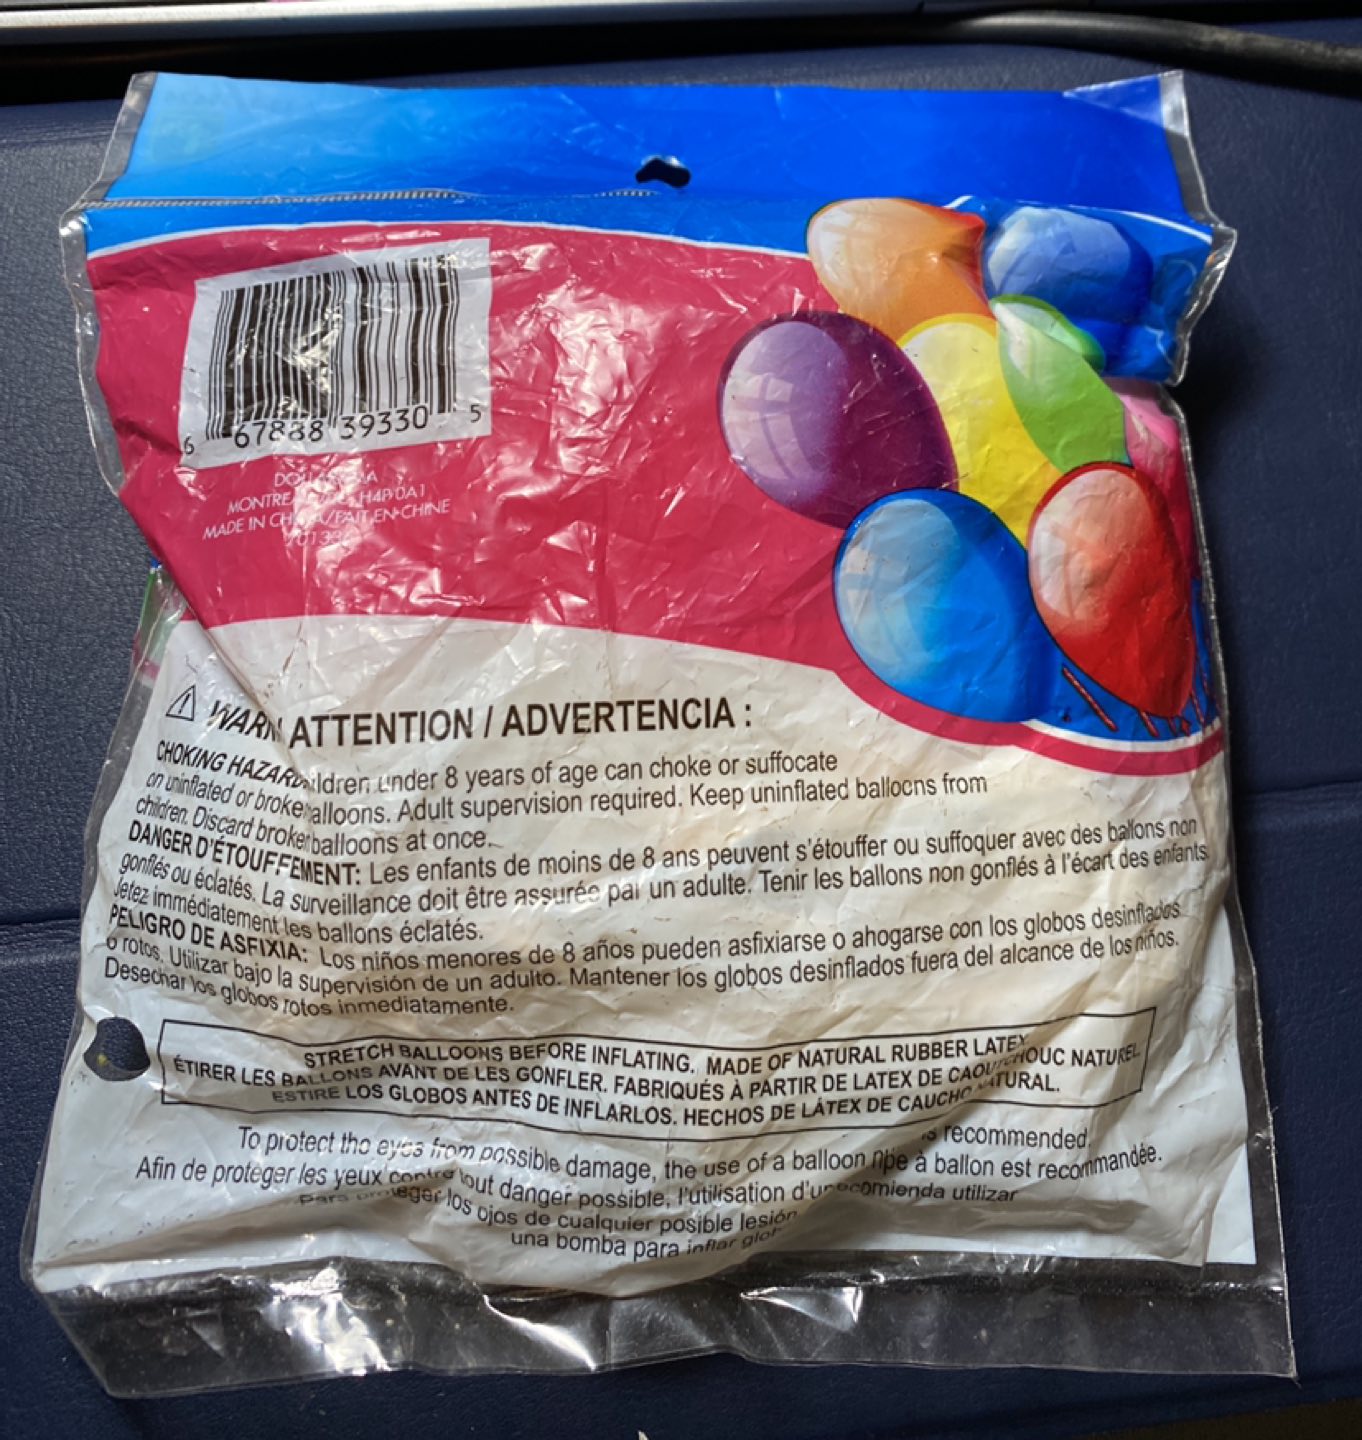 6 67888 39330 5
MADE IN /FAIT EN CHINE
ATTENTION / ADVERTENCIA :
CHOKING HAZARD under 8 years of age can choke or suffocate
on uninflated or broken balloons. Adult supervision required. Keep uninflated balloons from
children. Discard broken balloons at once.
DANGER D'ÉTOUFFEMENT: Les enfants de moins de 8 ans peuvent s'étouffer ou suffoquer avec des ballons non
gonflés ou éclatés. La surveillance doit être assurée par un adulte. Tenir les ballons non gonflés à l'écart des enfants.
Jetez immédiatement les ballons éclatés.
PELIGRO DE ASFIXIA: Los niños menores de 8 años pueden asfixiarse o ahogarse con los globos desinflados
o rotos. Utilizar bajo la supervisión de un adulto. Mantener los globos desinflados fuera del alcance de los niños.
Desechar los globos rotos inmediatamente.
STRETCH BALLOONS BEFORE INFLATING. MADE OF NATURAL RUBBER LATEX
ÉTIRER LES BALLONS AVANT DE LES GONFLER. FABRIQUÉS À PARTIR DE LATEX DE CAOUTCHOUC NATUREL
ESTIRE LOS GLOBOS ANTES DE INFLARLOS. HECHOS DE LÁTEX DE CAUCHO NATURAL.
To protect the eyes from possible damage, the use of a balloon is recommended.
Afin de protéger les yeux contre tout danger possible, l'utilisation à ballon est recommandée.
Para proteger los ojos de cualquier posible lesión utilizar
una bomba para inflar